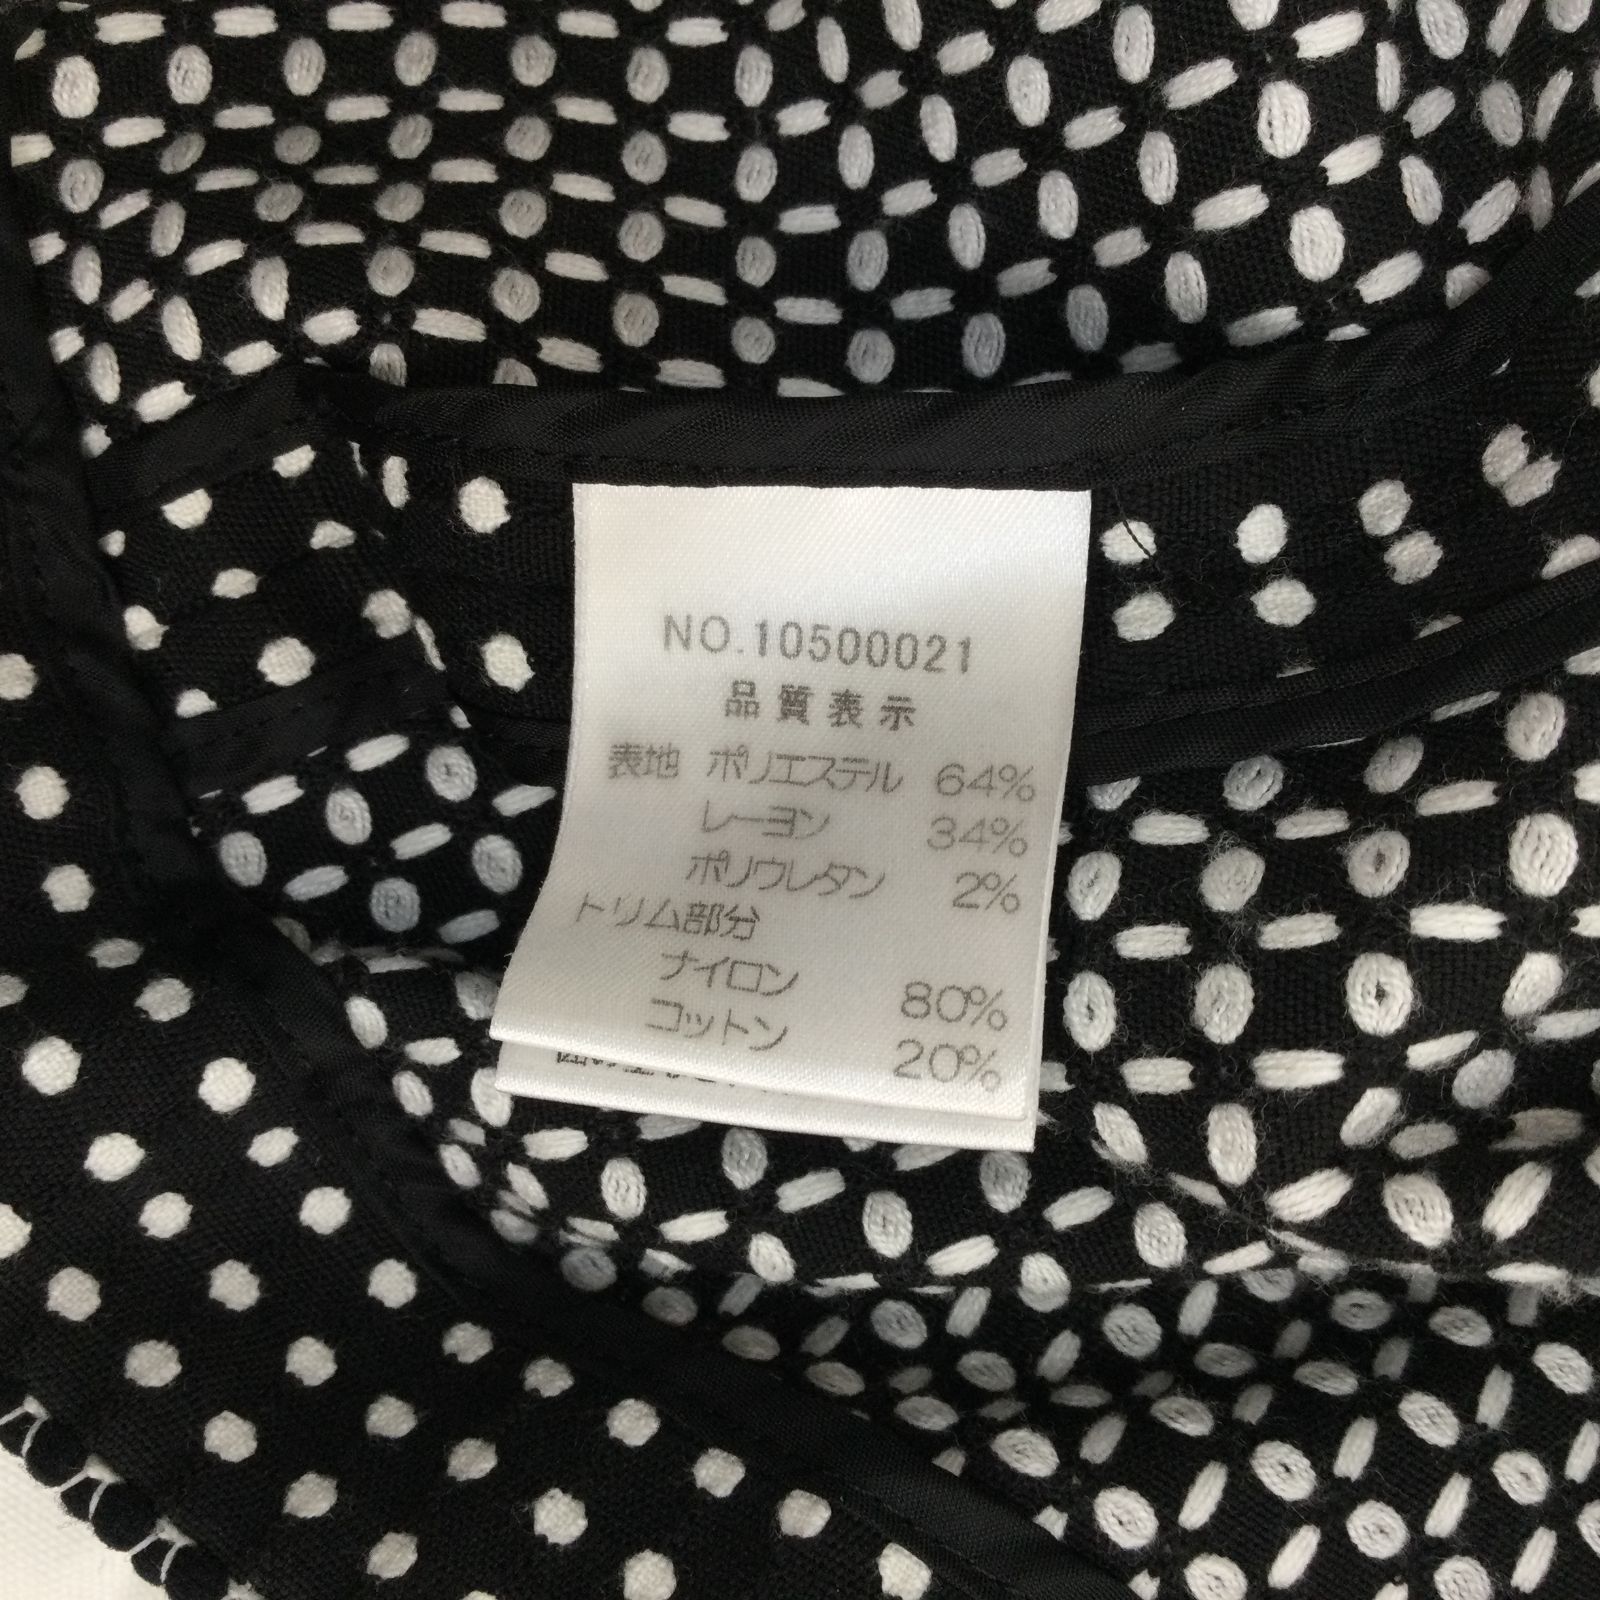 NO.10500021
品質表示
表地 ポリエステル 64%
レーヨン 34%
ポリウレタン 2%
トリム部分
ナイロン 80%
コットン 20%